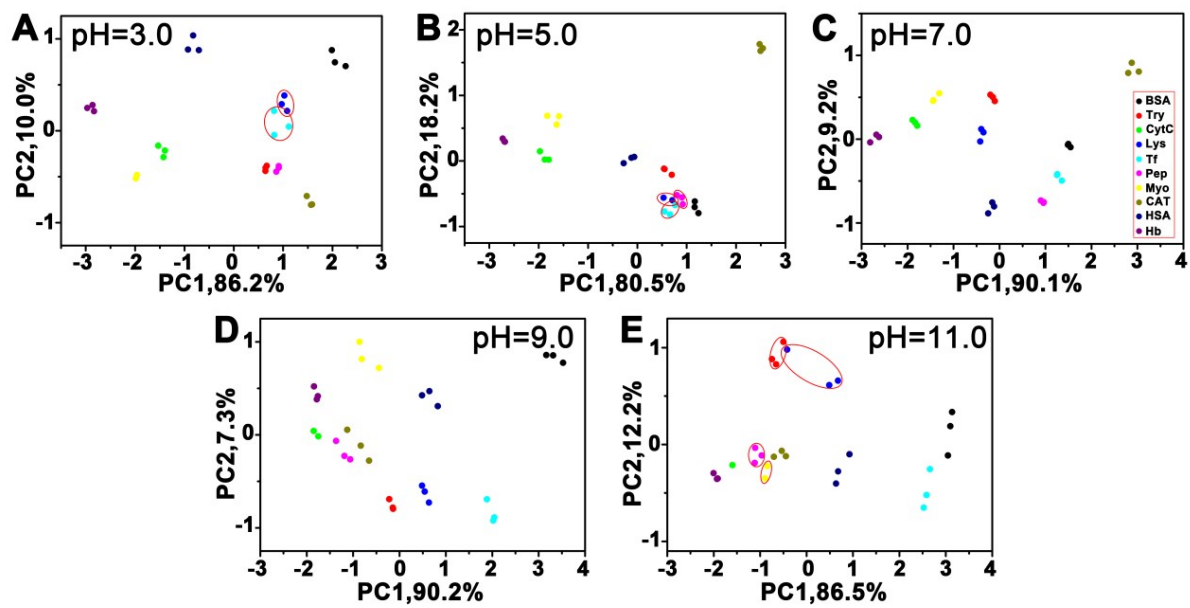 A
pH=3.0
PC2,10.0%
1
0
-1
-3
-2
-1
0
1
2
3
PC1,86.2%
B
pH=5.0
PC2,18.2%
2
1
0
-1
-4
-3
-2
-1
0
1
2
3
PC1,80.5%
C
pH=7.0
PC2,9.2%
1
0
-1
-3
-2
-1
0
1
2
3
4
PC1,90.1%
BSA
Try
CytC
Lys
Tf
Pep
Myo
CAT
HSA
Hb
D
pH=9.0
PC2,7.3%
1
0
-1
-3
-2
-1
0
1
2
3
4
PC1,90.2%
E
pH=11.0
PC2,12.2%
1
0
-1
-3
-2
-1
0
1
2
3
4
PC1,86.5%